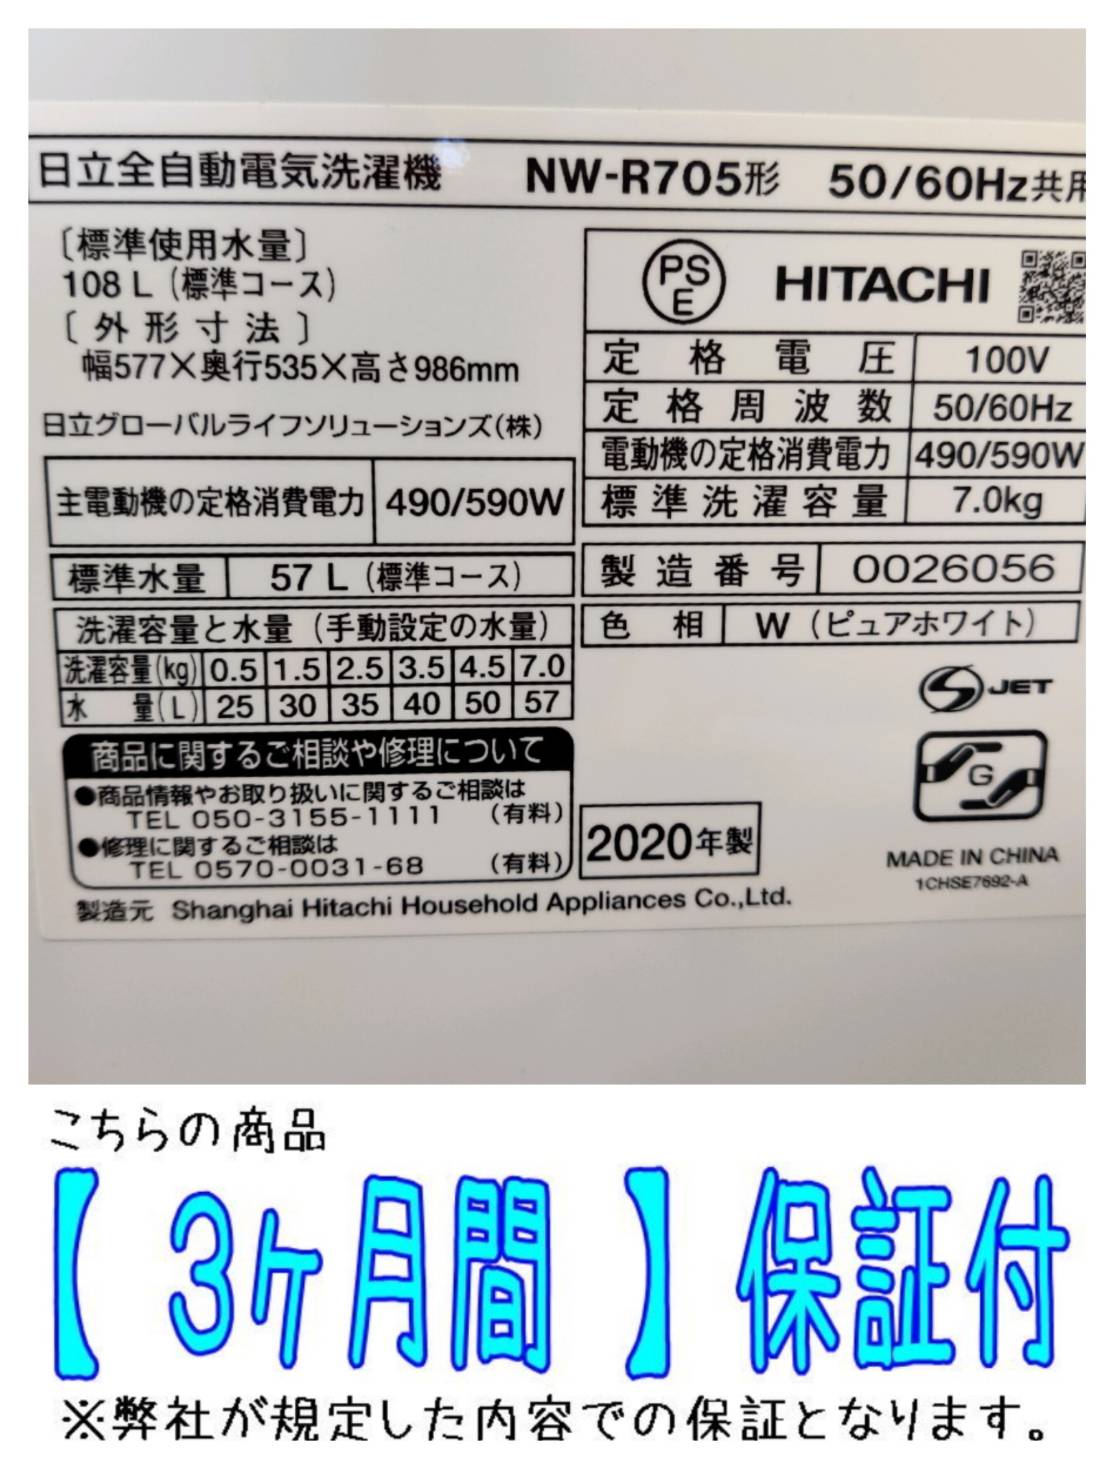 日立全自動電気洗濯機 NW-R705形 50/60Hz共用
〔標準使用水量〕
108 L (標準コース)
〔外形寸法〕
幅577×奥行535×高さ986mm
日立グローバルライフソリューションズ(株)
主電動機の定格消費電力 490/590W
標準水量 57 L (標準コース)
洗濯容量と水量 (手動設定の水量)
洗濯容量(kg) 0.5 1.5 2.5 3.5 4.5 7.0
水量(L) 25 30 35 40 50 57
商品に関するご相談や修理について
●商品情報やお取り扱いに関するご相談は
TEL 050-3155-1111 (有料)
●修理に関するご相談は
TEL 0570-0031-68 (有料)
製造元 Shanghai Hitachi Household Appliances Co.,Ltd.
PSE HITACHI
定格電圧 100V
定格周波数 50/60Hz
電動機の定格消費電力 490/590W
標準洗濯容量 7.0kg
製造番号 0026056
色相 W (ピュアホワイト)
JET
G
2020年製
MADE IN CHINA
1CHSE7692-A
こちらの商品
【 3ヶ月間 】保証付
※弊社が規定した内容での保証となります。